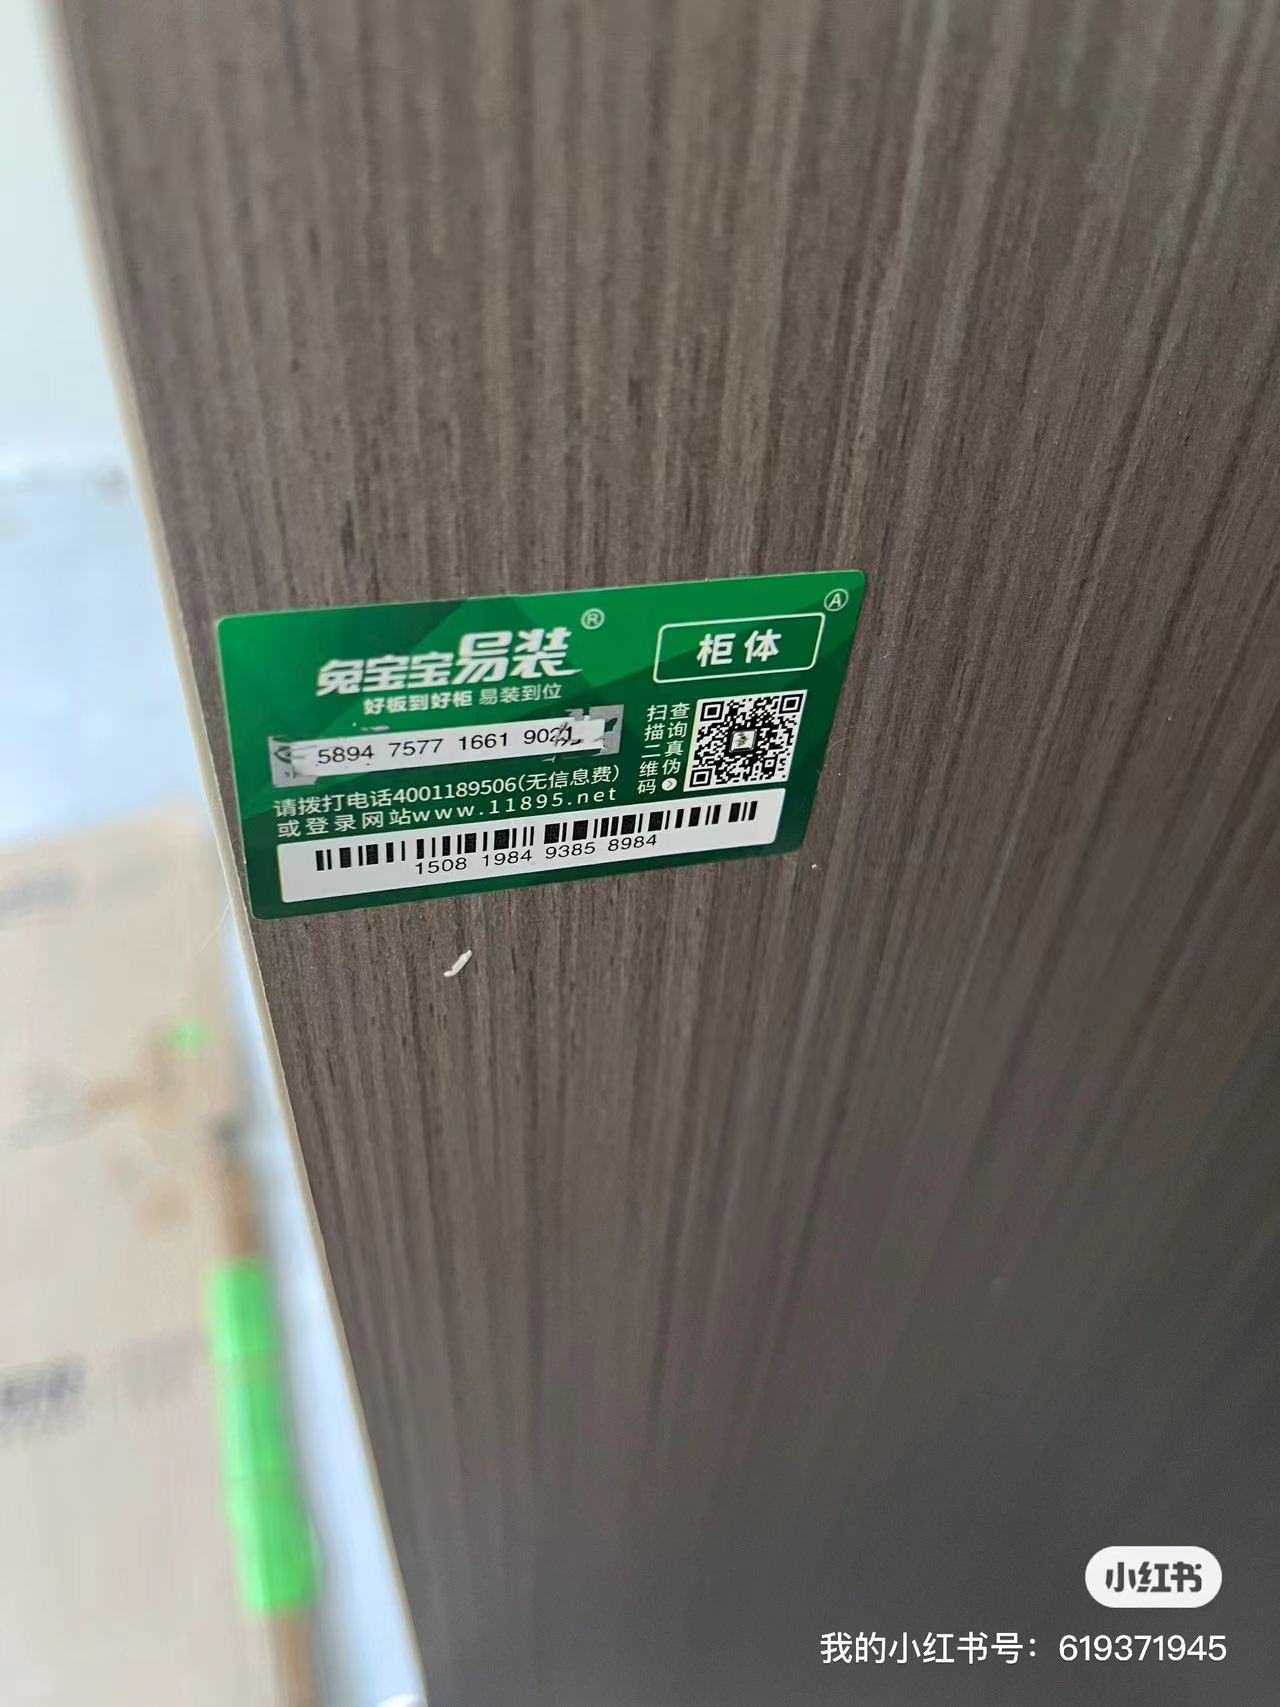 兔宝宝易装®
好板到好柜 易装到位
柜体
A
5894 7577 1661 9021
扫描二维码
查询真伪
请拨打电话4001189506(无信息费)
或登录网站www.11895.net
1508 1984 9385 8984
小红书
我的小红书号：619371945